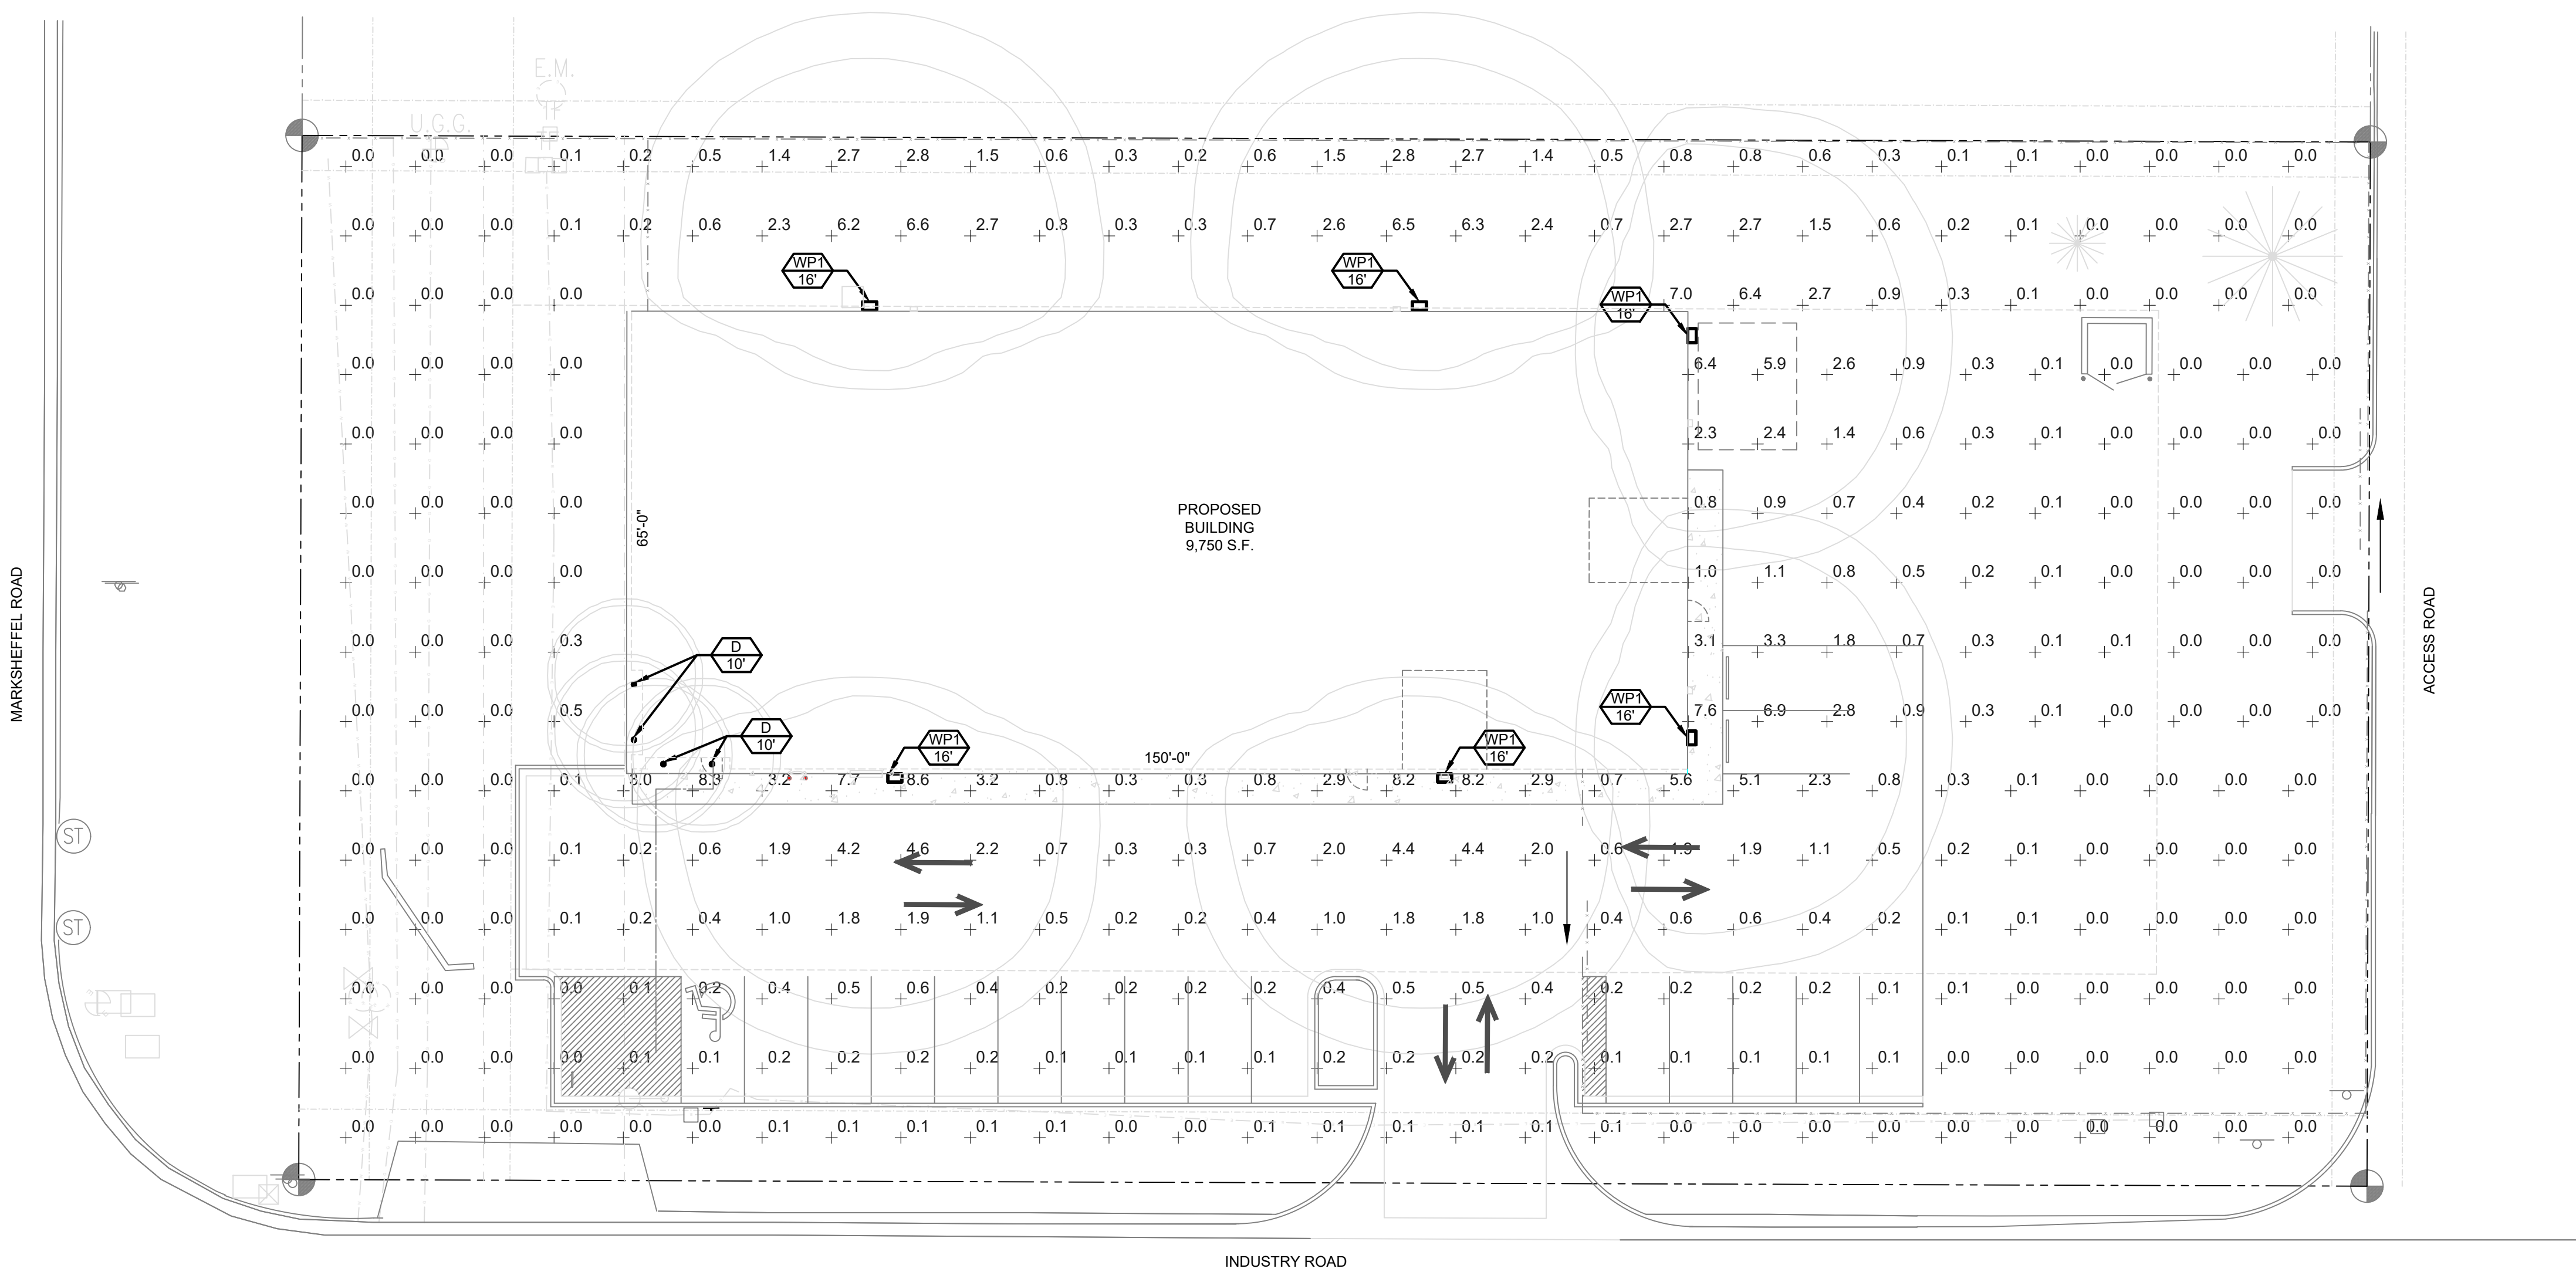 E.M.
U.G.G.
0.0 0.0 0.0 0.1 0.2 0.5 1.4 2.7 2.8 1.5 0.6 0.3 0.2 0.6 1.5 2.8 2.7 1.4 0.5 0.8 0.8 0.6 0.3 0.1 0.1 0.0 0.0 0.0 0.0
0.0 0.0 0.0 0.1 0.2 0.6 2.3 6.2 6.6 2.7 0.8 0.3 0.3 0.7 2.6 6.5 6.3 2.4 0.7 2.7 2.7 1.5 0.6 0.2 0.1 0.0 0.0 0.0 0.0
WP1
16'
WP1
16'
WP1
16'
0.0 0.0 0.0 0.0 7.0 6.4 2.7 0.9 0.3 0.1 0.0 0.0 0.0 0.0
0.0 0.0 0.0 0.0 6.4 5.9 2.6 0.9 0.3 0.1 0.0 0.0 0.0 0.0
0.0 0.0 0.0 0.0 2.3 2.4 1.4 0.6 0.3 0.1 0.0 0.0 0.0 0.0
0.0 0.0 0.0 0.0 0.8 0.9 0.7 0.4 0.2 0.1 0.0 0.0 0.0 0.0
65'-0"
PROPOSED
BUILDING
9,750 S.F.
0.0 0.0 0.0 0.0 1.0 1.1 0.8 0.5 0.2 0.1 0.0 0.0 0.0 0.0
MARKSHEFFEL ROAD
ACCESS ROAD
0.0 0.0 0.0 0.3 3.1 3.3 1.8 0.7 0.3 0.1 0.1 0.0 0.0 0.0
D
10'
WP1
16'
0.0 0.0 0.0 0.5 7.6 6.9 2.8 0.9 0.3 0.1 0.0 0.0 0.0 0.0
D
10'
WP1
16'
150'-0"
WP1
16'
0.0 0.0 0.0 0.1 8.0 8.3 3.2 7.7 8.6 3.2 0.8 0.3 0.3 0.8 2.9 8.2 8.2 2.9 0.7 5.6 5.1 2.3 0.8 0.3 0.1 0.0 0.0 0.0 0.0
ST
0.0 0.0 0.0 0.1 0.2 0.6 1.9 4.2 4.6 2.2 0.7 0.3 0.3 0.7 2.0 4.4 4.4 2.0 0.6 1.9 1.9 1.1 0.5 0.2 0.1 0.0 0.0 0.0 0.0
ST
0.0 0.0 0.0 0.1 0.2 0.4 1.0 1.8 1.9 1.1 0.5 0.2 0.2 0.4 1.0 1.8 1.8 1.0 0.4 0.6 0.6 0.4 0.2 0.1 0.1 0.0 0.0 0.0 0.0
0.0 0.0 0.0 0.0 0.1 0.2 0.4 0.5 0.6 0.4 0.2 0.2 0.2 0.2 0.4 0.5 0.5 0.4 0.2 0.2 0.2 0.2 0.1 0.1 0.0 0.0 0.0 0.0 0.0
0.0 0.0 0.0 0.0 0.1 0.1 0.2 0.2 0.2 0.2 0.1 0.1 0.1 0.1 0.2 0.2 0.2 0.2 0.1 0.1 0.1 0.1 0.1 0.0 0.0 0.0 0.0 0.0 0.0
0.0 0.0 0.0 0.0 0.0 0.0 0.1 0.1 0.1 0.1 0.1 0.0 0.0 0.1 0.1 0.1 0.1 0.1 0.1 0.0 0.0 0.0 0.0 0.0 0.0 0.0 0.0 0.0 0.0
INDUSTRY ROAD